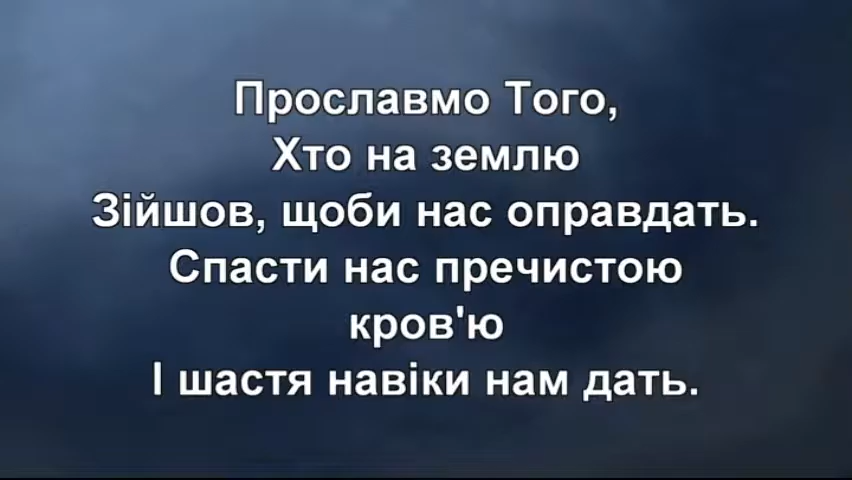 Прославмо Того,
Хто на землю
Зійшов, щоби нас оправдать.
Спасти нас пречистою
кров'ю
І шастя навіки нам дать.